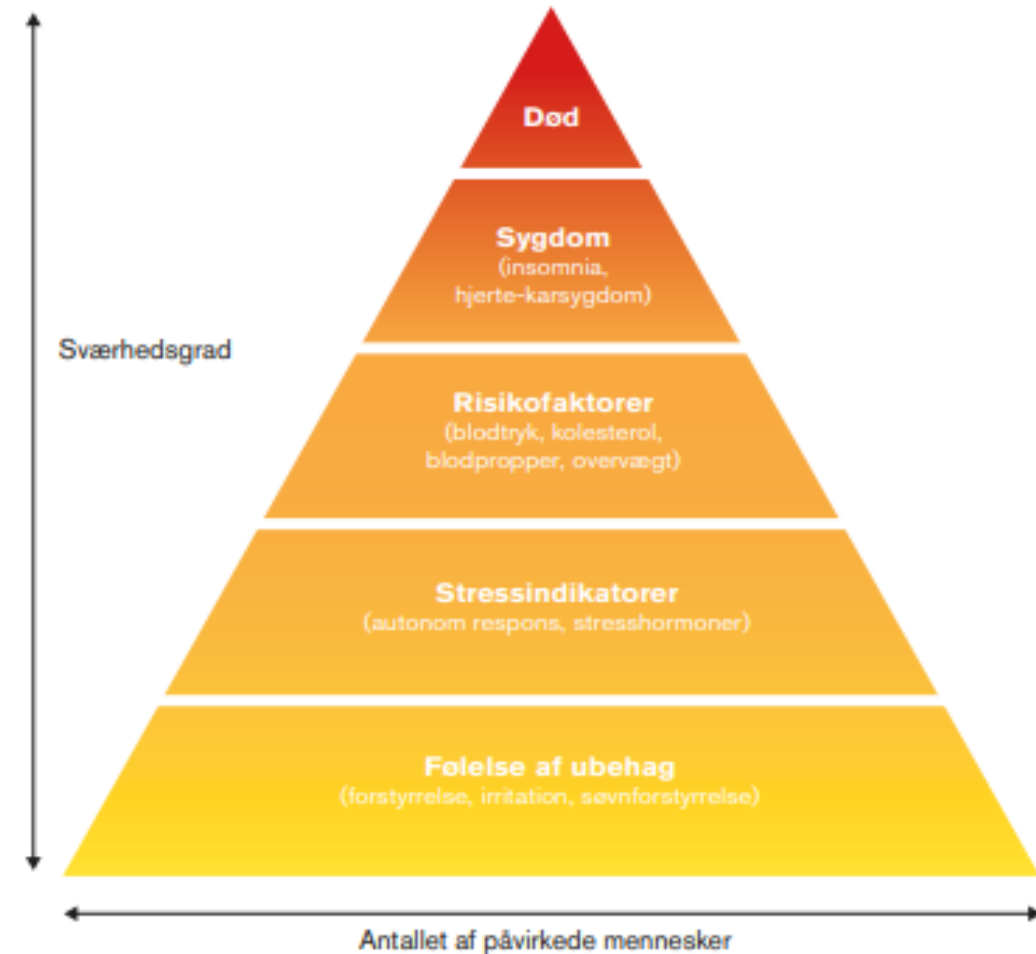 Død
Sygdom
(insomnia,
hjerte-karsygdom)
Sværhedsgrad
Risikofaktorer
(blodtryk, kolesterol,
blodpropper, overvægt)
Stressindikatorer
(autonom respons, stresshormoner)
Følelse af ubehag
(forstyrrelse, irritation, søvnforstyrrelse)
Antallet af påvirkede mennesker